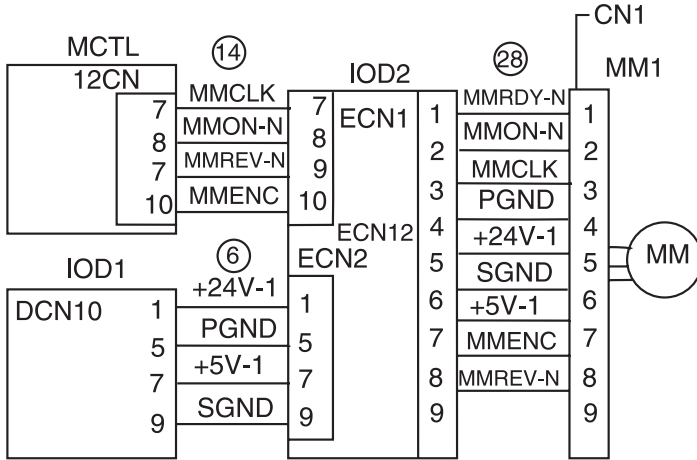 CN1
MCTL 14 IOD2 28 MM1
12CN
7 MMCLK 7 ECN1 1 MMRDY-N 1
8 MMON-N 8 2 MMON-N 2
7 MMREV-N 9 3 MMCLK 3
10 MMENC 10 4 PGND 4
ECN12
IOD1 6 ECN2 5 +24V-1 5 MM
DCN10 1 +24V-1 1 6 SGND 6
5 PGND 5 7 +5V-1 7
7 +5V-1 7 8 MMENC 8
9 SGND 9 9 MMREV-N 9